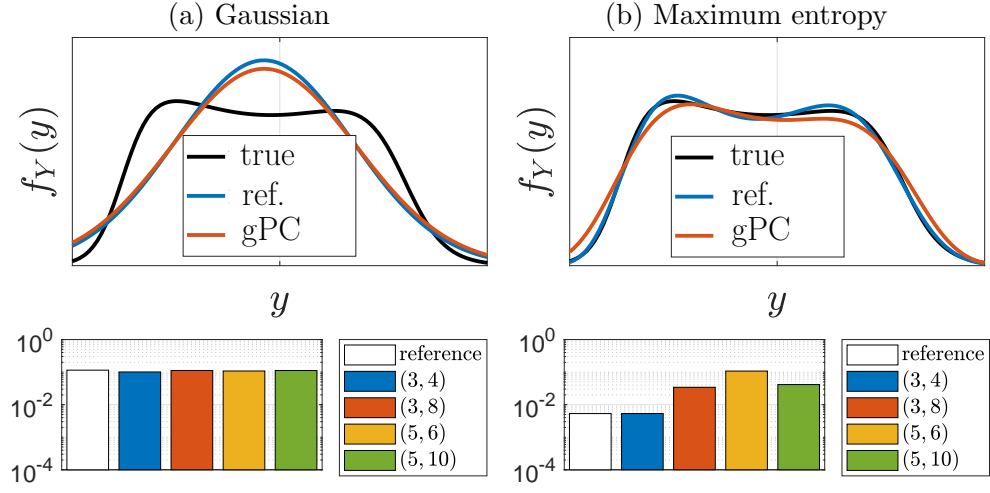 (a) Gaussian
f_Y(y)
true
ref.
gPC
y
10^0
10^-2
10^-4
reference
(3, 4)
(3, 8)
(5, 6)
(5, 10)
(b) Maximum entropy
f_Y(y)
true
ref.
gPC
y
10^0
10^-2
10^-4
reference
(3, 4)
(3, 8)
(5, 6)
(5, 10)